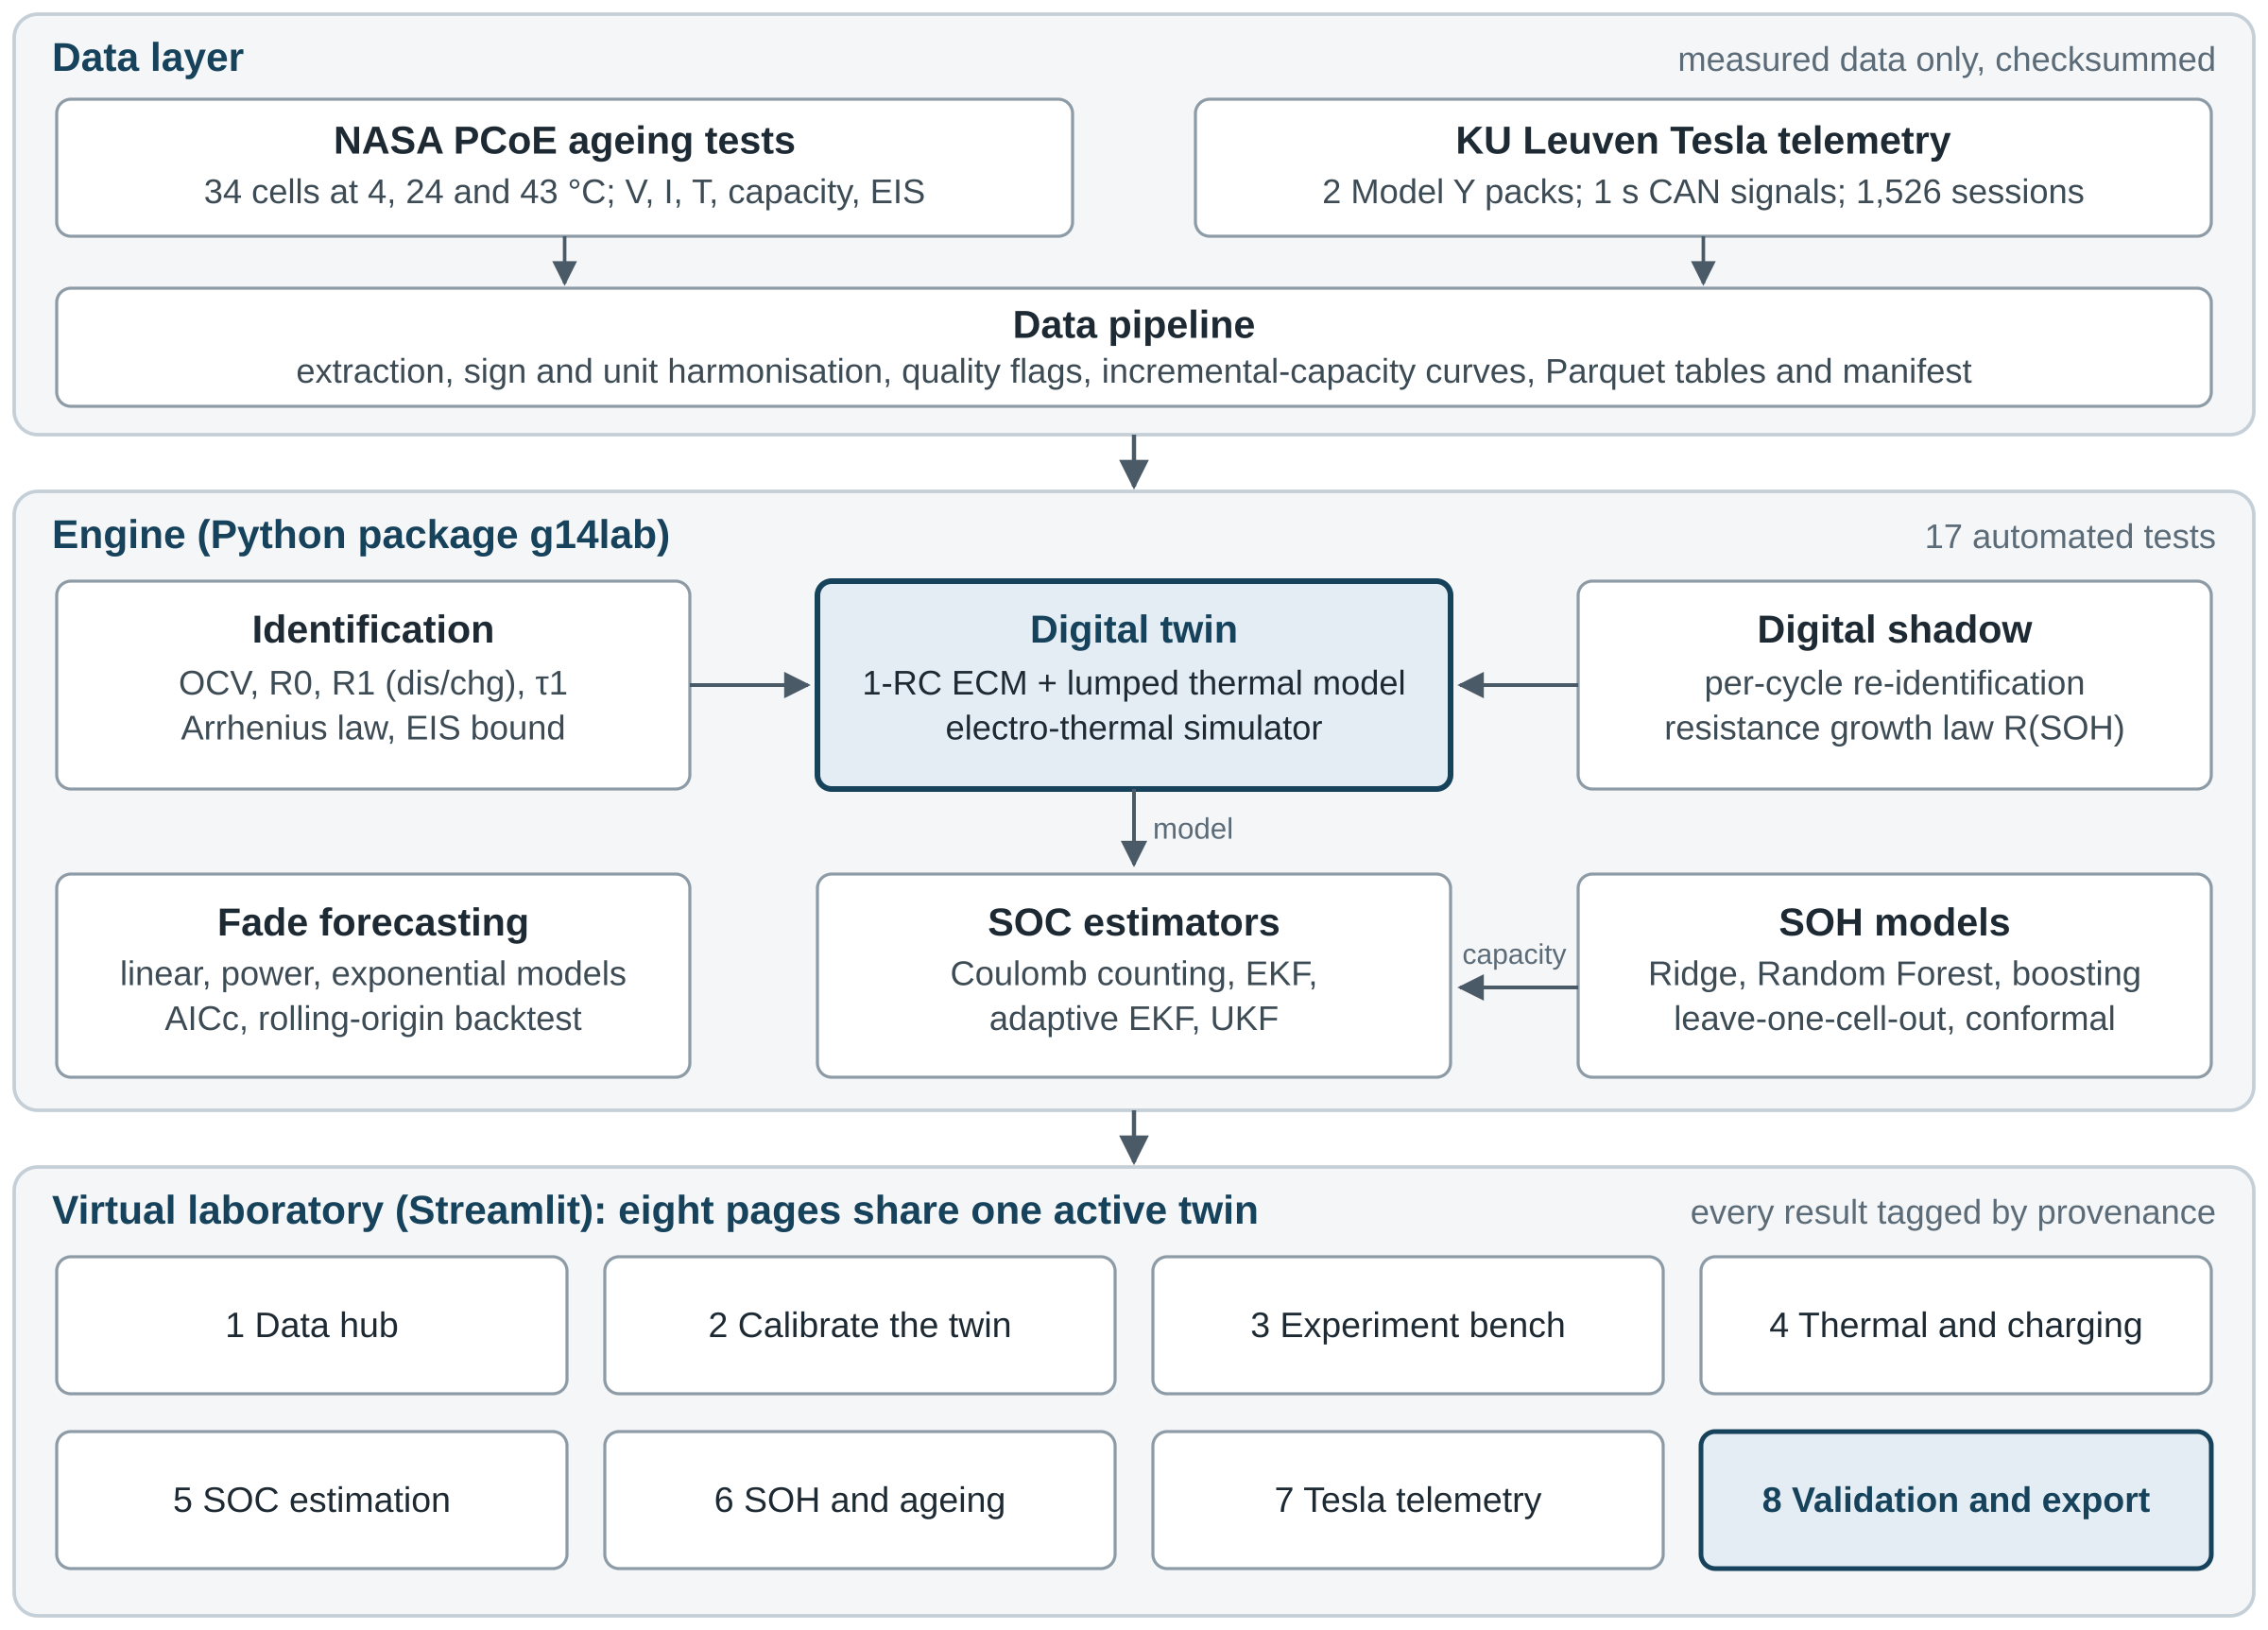 Data layer
measured data only, checksummed
NASA PCoE ageing tests
34 cells at 4, 24 and 43 °C; V, I, T, capacity, EIS
KU Leuven Tesla telemetry
2 Model Y packs; 1 s CAN signals; 1,526 sessions
Data pipeline
extraction, sign and unit harmonisation, quality flags, incremental-capacity curves, Parquet tables and manifest
Engine (Python package g14lab)
17 automated tests
Identification
OCV, R0, R1 (dis/chg), τ1
Arrhenius law, EIS bound
Digital twin
1-RC ECM + lumped thermal model
electro-thermal simulator
Digital shadow
per-cycle re-identification
resistance growth law R(SOH)
model
Fade forecasting
linear, power, exponential models
AICc, rolling-origin backtest
SOC estimators
Coulomb counting, EKF,
adaptive EKF, UKF
capacity
SOH models
Ridge, Random Forest, boosting
leave-one-cell-out, conformal
Virtual laboratory (Streamlit): eight pages share one active twin
every result tagged by provenance
1 Data hub
2 Calibrate the twin
3 Experiment bench
4 Thermal and charging
5 SOC estimation
6 SOH and ageing
7 Tesla telemetry
8 Validation and export